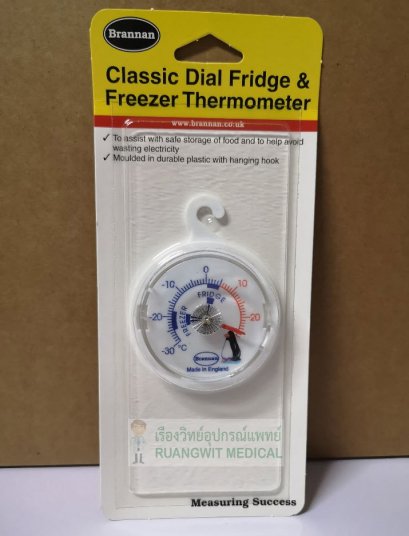 Brannan
Classic Dial Fridge &
Freezer Thermometer
www.brannan.co.uk
✓ To assist with safe storage of food and to help avoid
wasting electricity
✓ Moulded in durable plastic with hanging hook
0
-10 10
FRIDGE
FREEZER
-20 20
-30 °C
Brannan
Made in England
เรืองวิทย์อุปกรณ์แพทย์
RUANGWIT MEDICAL
Measuring Success